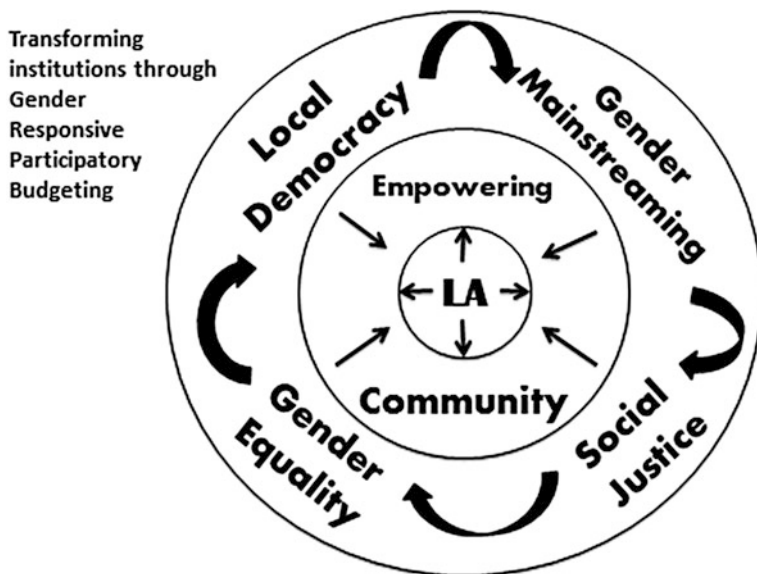 Transforming
institutions through
Gender
Responsive
Participatory
Budgeting
Local
Democracy
Gender
Mainstreaming
Social
Justice
Gender
Equality
Empowering
LA
Community